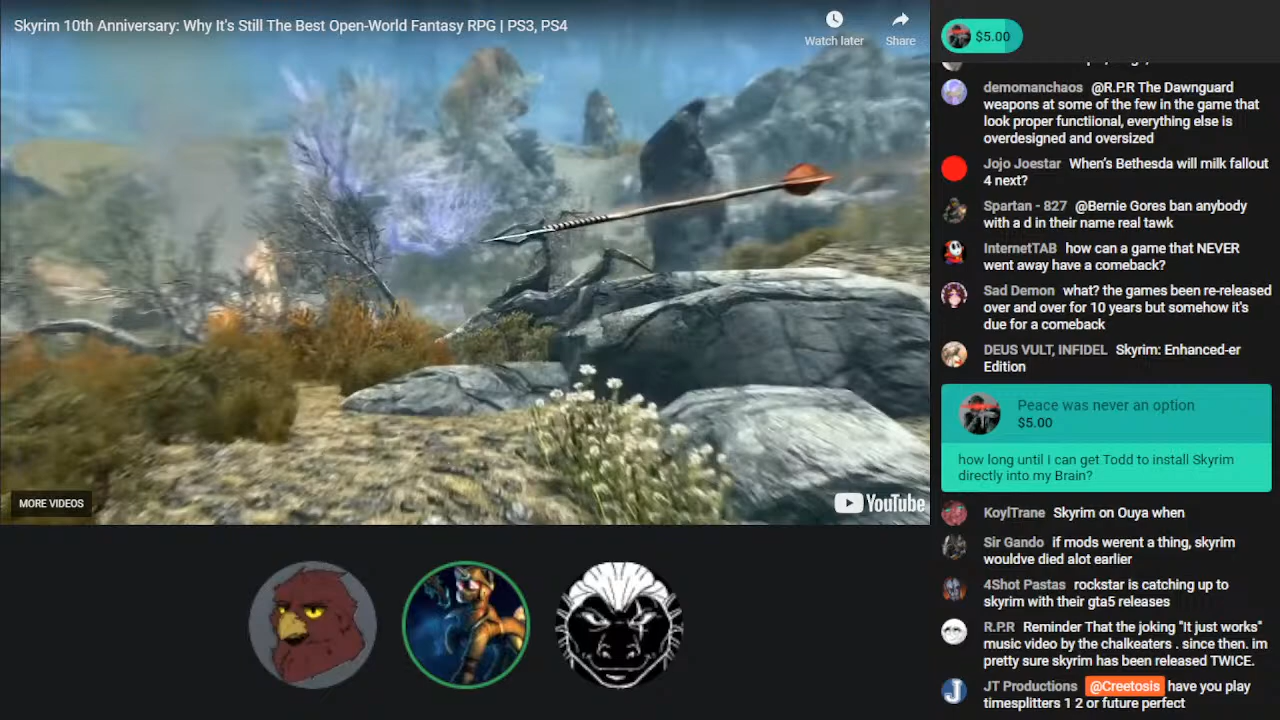 Skyrim 10th Anniversary: Why It's Still The Best Open-World Fantasy RPG | PS3, PS4
Watch later
Share
MORE VIDEOS
YouTube
$5.00
demomanchaos @R.P.R The Dawnguard
weapons at some of the few in the game that
look proper functiional, everything else is
overdesigned and oversized
Jojo Joestar When's Bethesda will milk fallout
4 next?
Spartan - 827 @Bernie Gores ban anybody
with a d in their name real tawk
InternetTAB how can a game that NEVER
went away have a comeback?
Sad Demon what? the games been re-released
over and over for 10 years but somehow it's
due for a comeback
DEUS VULT, INFIDEL Skyrim: Enhanced-er
Edition
Peace was never an option
$5.00
how long until I can get Todd to install Skyrim
directly into my Brain?
KoylTrane Skyrim on Ouya when
Sir Gando if mods werent a thing, skyrim
wouldve died alot earlier
4Shot Pastas rockstar is catching up to
skyrim with their gta5 releases
R.P.R Reminder That the joking "It just works"
music video by the chalkeaters . since then. im
pretty sure skyrim has been released TWICE.
JT Productions @Creetosis have you play
timesplitters 1 2 or future perfect